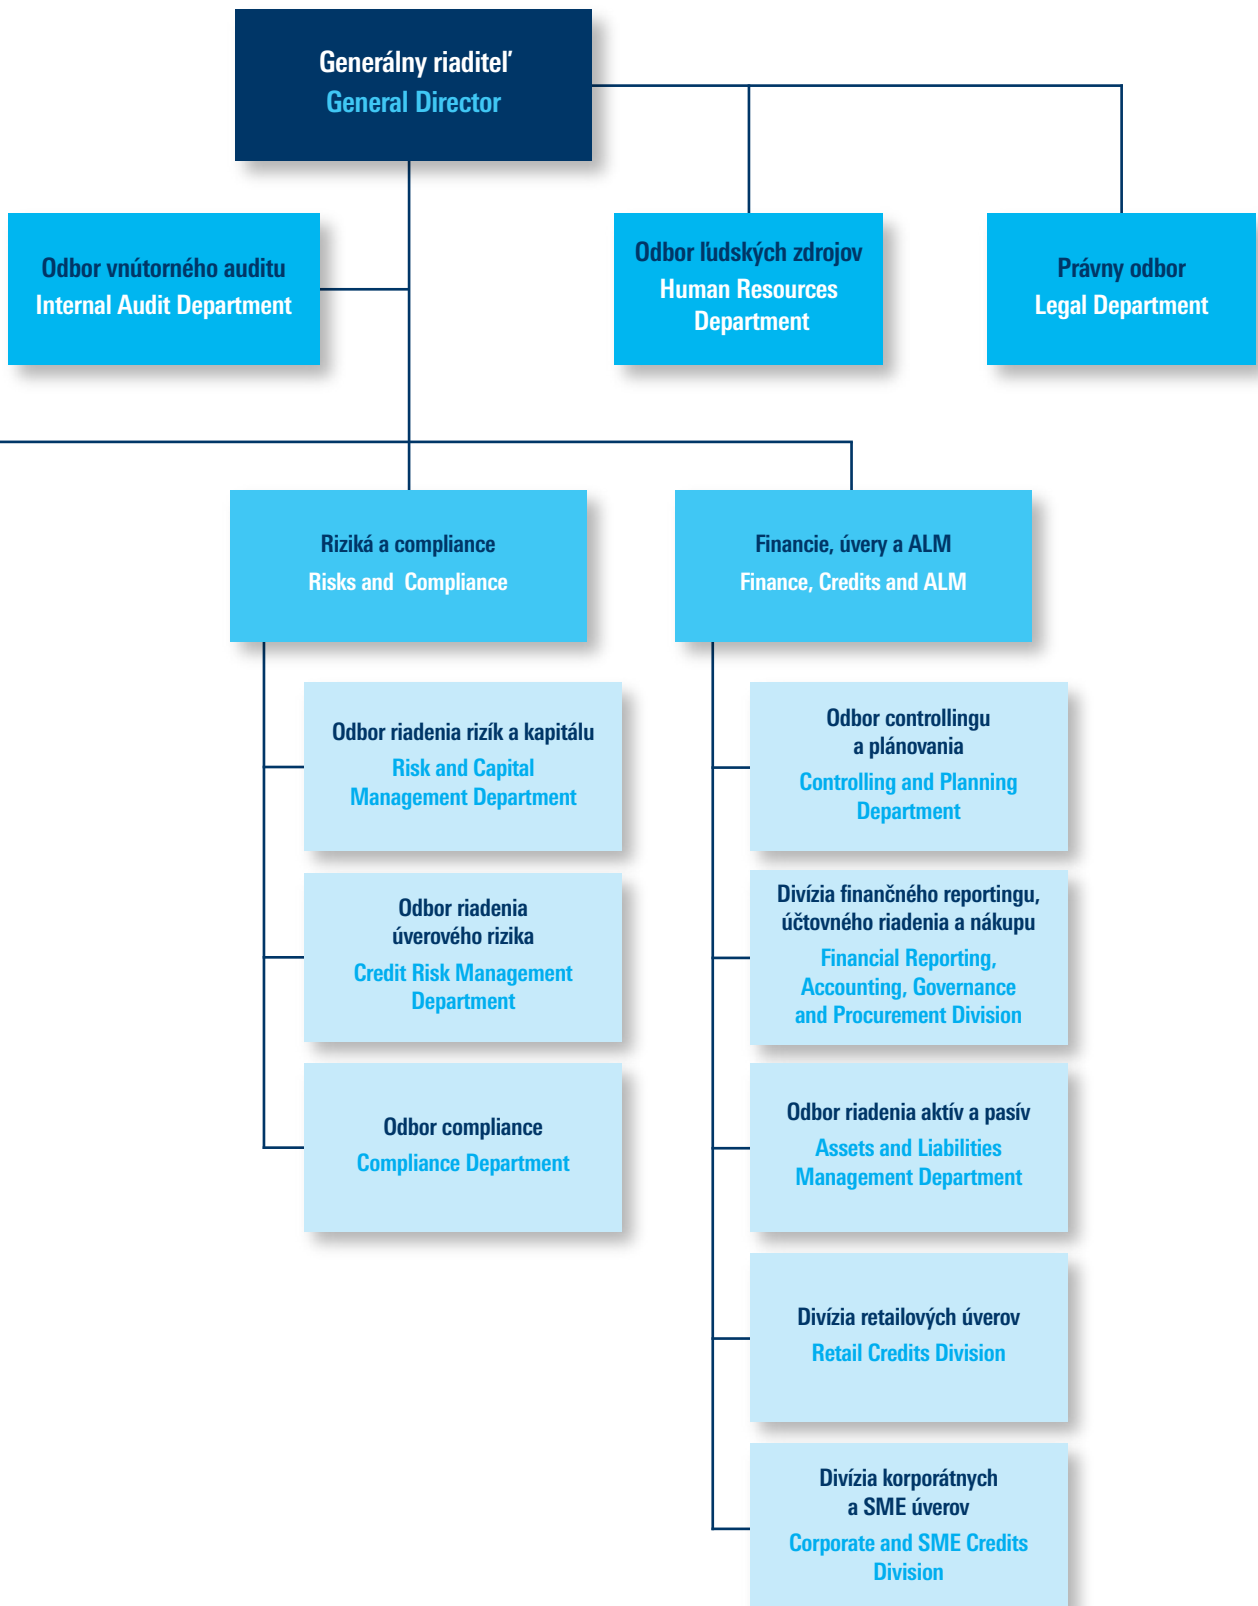 Generálny riaditeľ
General Director
Odbor vnútorného auditu
Internal Audit Department
Odbor ľudských zdrojov
Human Resources
Department
Právny odbor
Legal Department
Riziká a compliance
Risks and Compliance
Financie, úvery a ALM
Finance, Credits and ALM
Odbor riadenia rizík a kapitálu
Risk and Capital
Management Department
Odbor riadenia
úverového rizika
Credit Risk Management
Department
Odbor compliance
Compliance Department
Odbor controllingu
a plánovania
Controlling and Planning
Department
Divízia finančného reportingu,
účtovného riadenia a nákupu
Financial Reporting,
Accounting, Governance
and Procurement Division
Odbor riadenia aktív a pasív
Assets and Liabilities
Management Department
Divízia retailových úverov
Retail Credits Division
Divízia korporátnych
a SME úverov
Corporate and SME Credits
Division